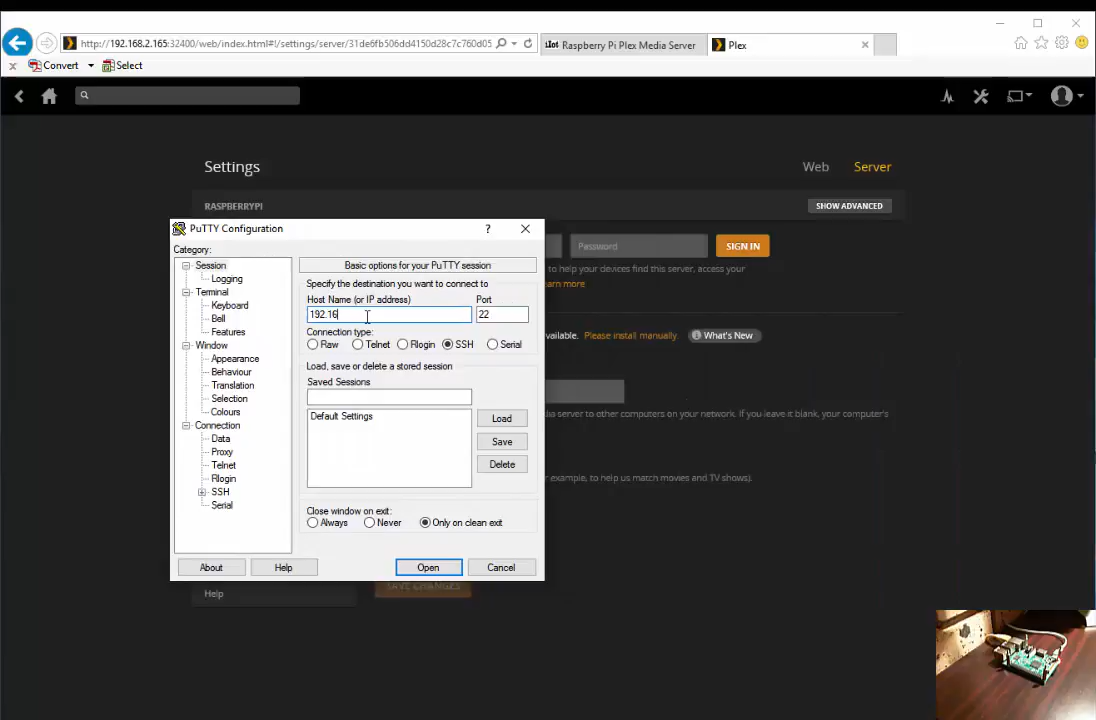 http://192.168.2.165:32400/web/index.html#!/settings/server/31de6fb506dd4150d28c7c760d05
Raspberry Pi Plex Media Server
Plex
Convert
Select
Settings
Web
Server
RASPBERRYPI
SHOW ADVANCED
Password
SIGN IN
to help your devices find this server, access your
earn more
available. Please install manually.
What's New
dia server to other computers on your network. If you leave it blank, your computer's
or example, to help us match movies and TV shows).
SAVE CHANGES
Help
PuTTY Configuration
Category:
Session
Logging
Terminal
Keyboard
Bell
Features
Window
Appearance
Behaviour
Translation
Selection
Colours
Connection
Data
Proxy
Telnet
Rlogin
SSH
Serial
Basic options for your PuTTY session
Specify the destination you want to connect to
Host Name (or IP address)
Port
192.16
22
Connection type:
Raw
Telnet
Rlogin
SSH
Serial
Load, save or delete a stored session
Saved Sessions
Default Settings
Load
Save
Delete
Close window on exit:
Always
Never
Only on clean exit
About
Help
Open
Cancel